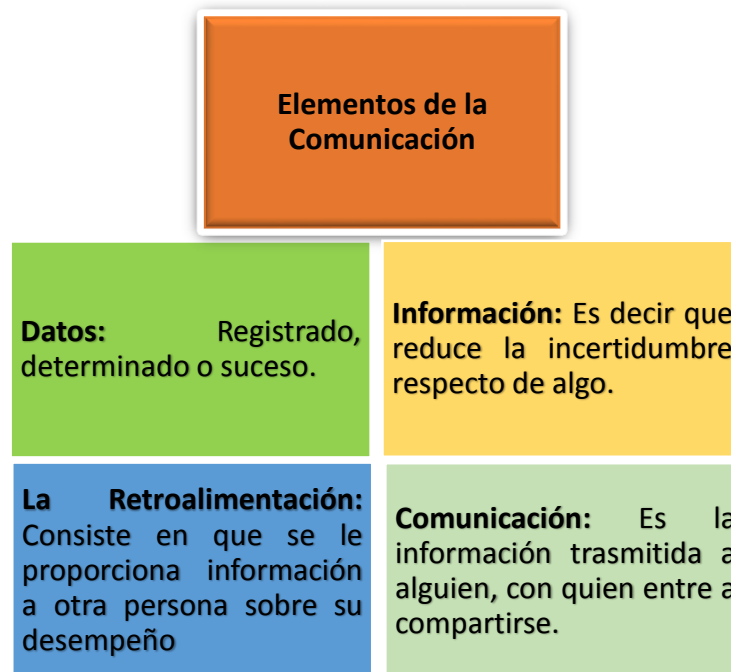 Elementos de la
Comunicación
Datos: Registrado,
determinado o suceso.
Información: Es decir que
reduce la incertidumbre
respecto de algo.
La Retroalimentación:
Consiste en que se le
proporciona información
a otra persona sobre su
desempeño
Comunicación: Es la
información trasmitida a
alguien, con quien entre a
compartirse.